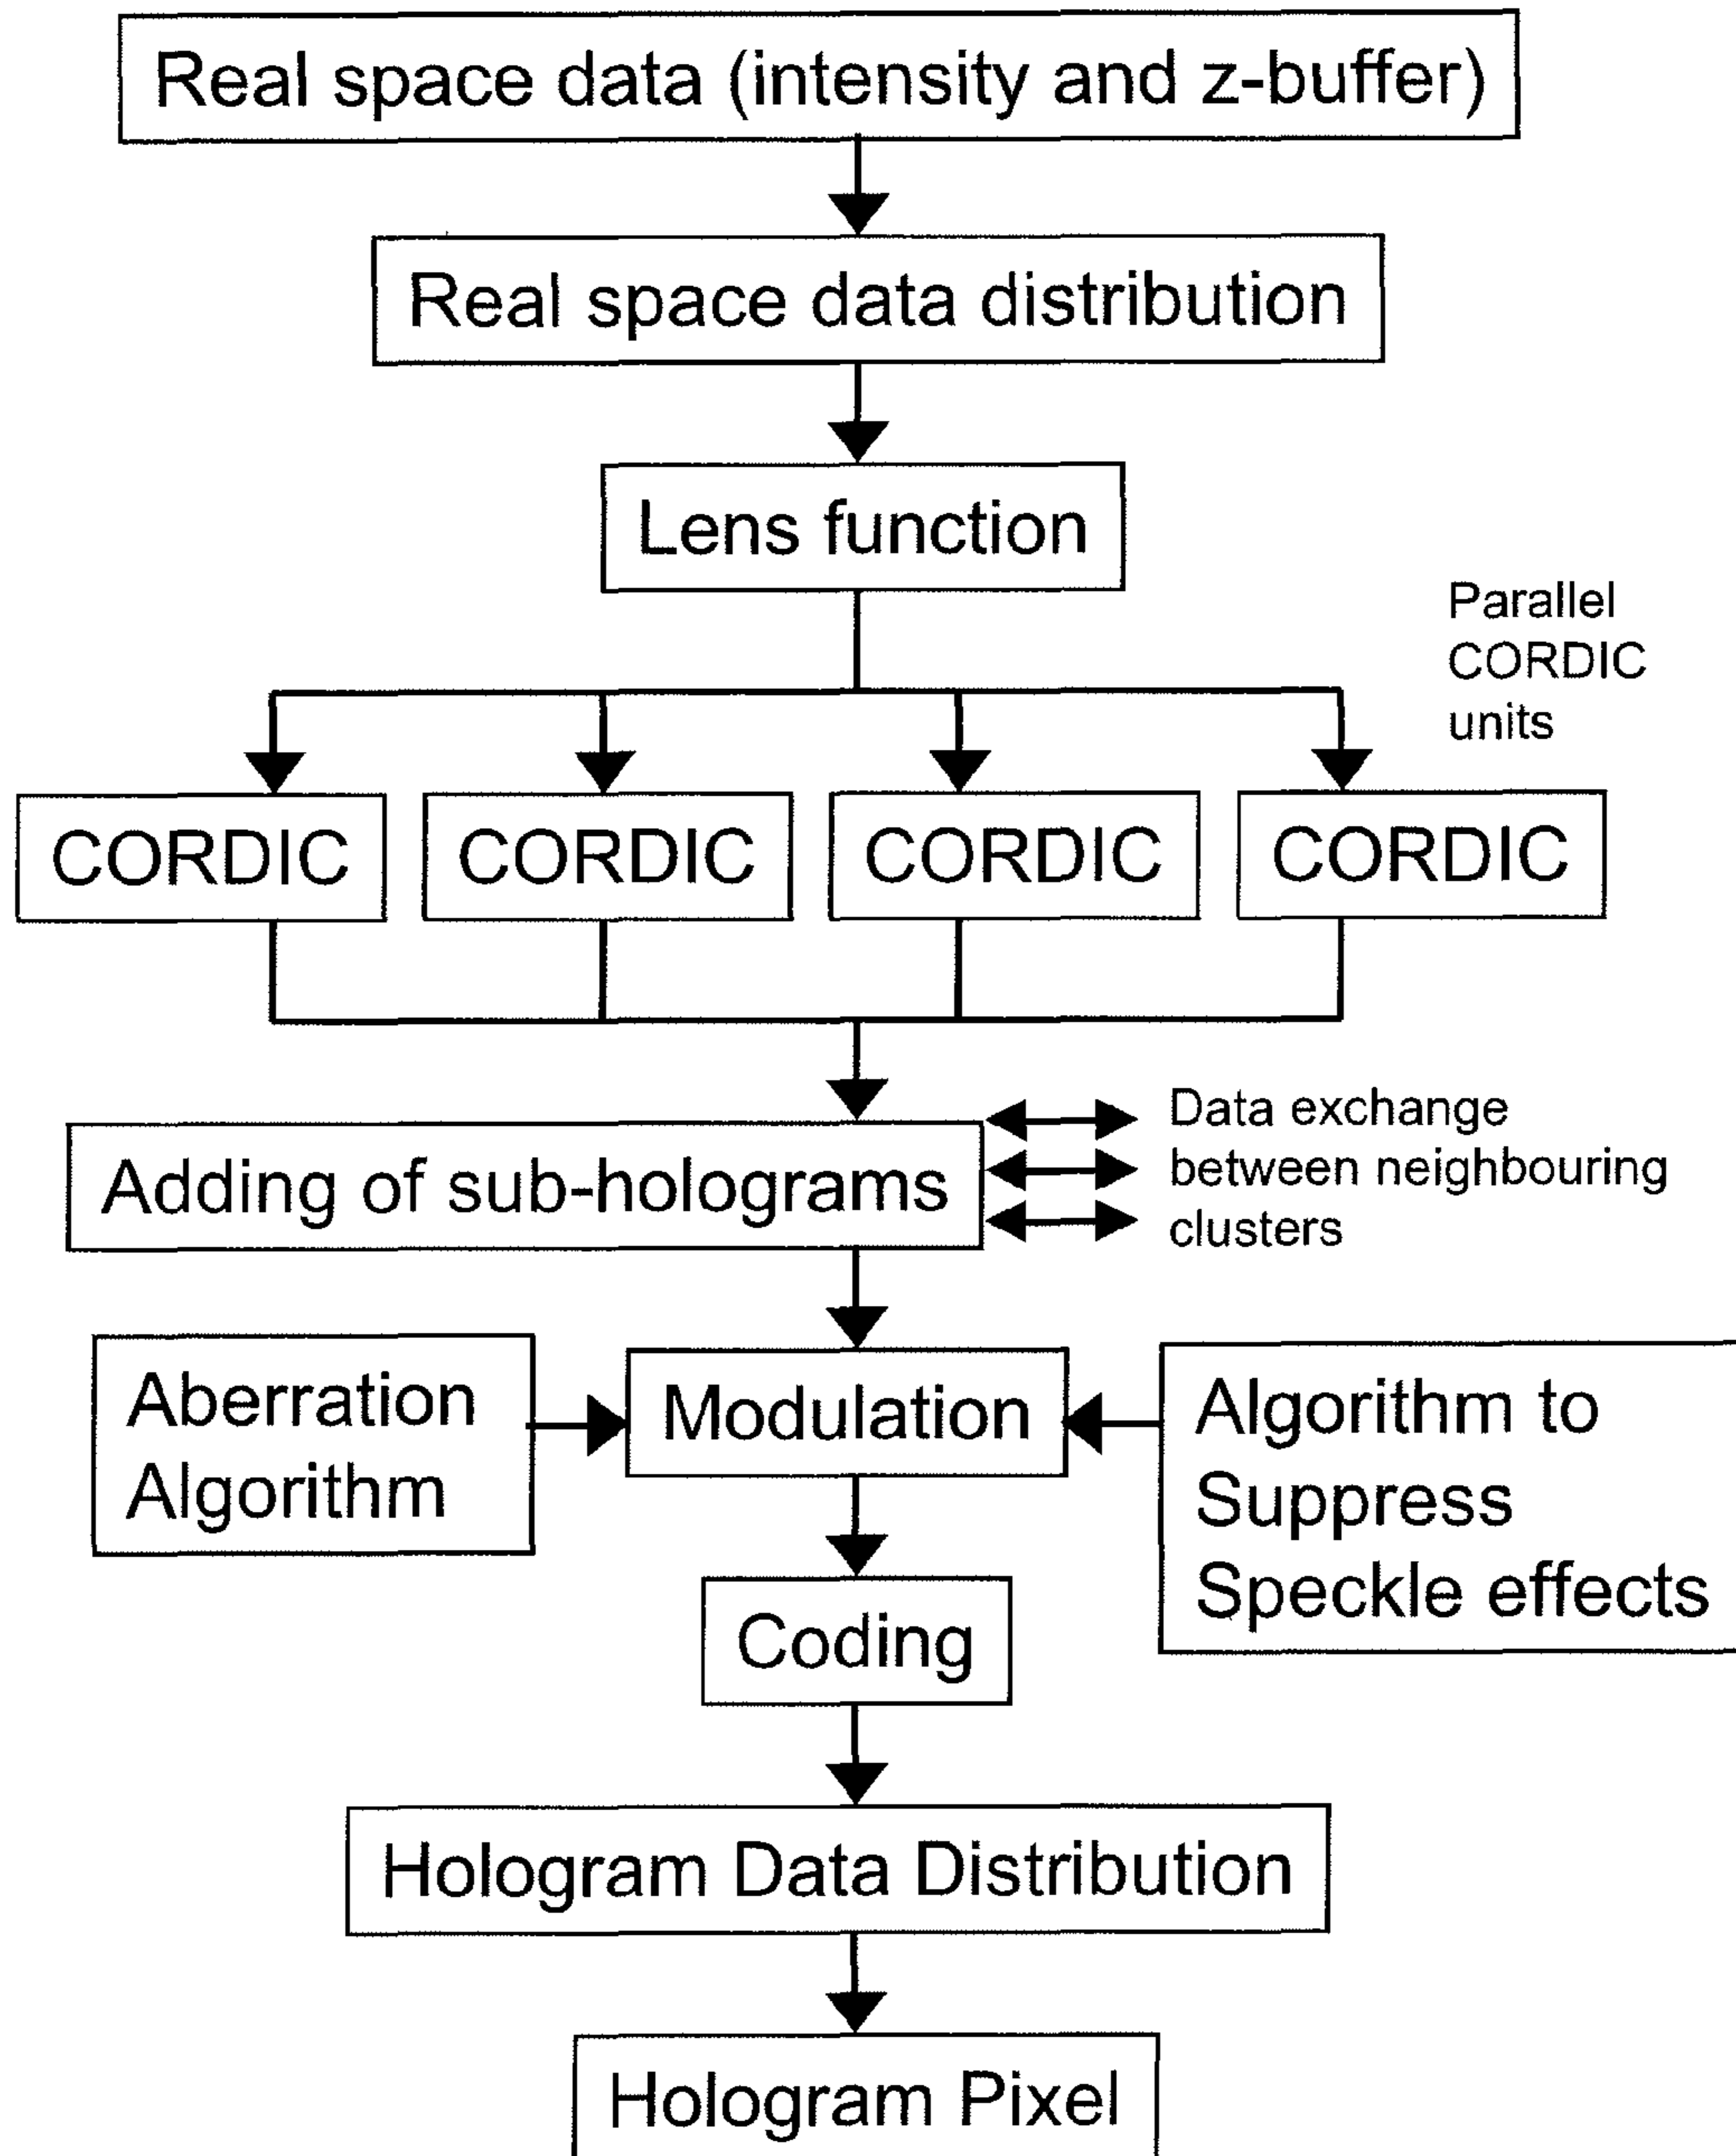 Real space data (intensity and z-buffer)
Real space data distribution
Lens function
Parallel
CORDIC
units
CORDIC
CORDIC
CORDIC
CORDIC
Adding of sub-holograms
Data exchange
between neighbouring
clusters
Aberration
Algorithm
Modulation
Algorithm to
Suppress
Speckle effects
Coding
Hologram Data Distribution
Hologram Pixel